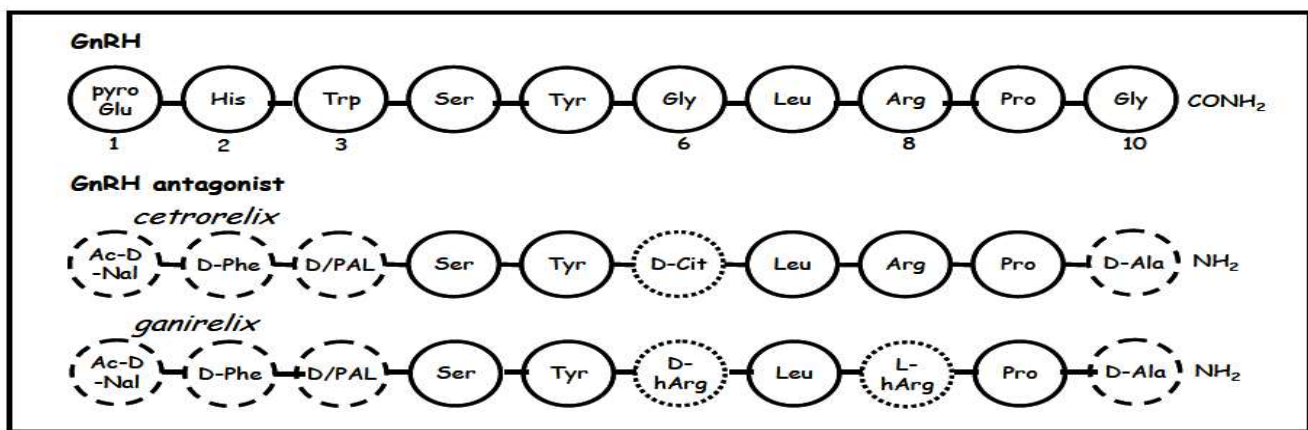 GnRH
pyro Glu His Trp Ser Tyr Gly Leu Arg Pro Gly CONH₂
1 2 3 6 8 10
GnRH antagonist
cetrorelix
Ac-D -Nal D-Phe D/PAL Ser Tyr D-Cit Leu Arg Pro D-Ala NH₂
ganirelix
Ac-D -Nal D-Phe D/PAL Ser Tyr D- hArg Leu L- hArg Pro D-Ala NH₂